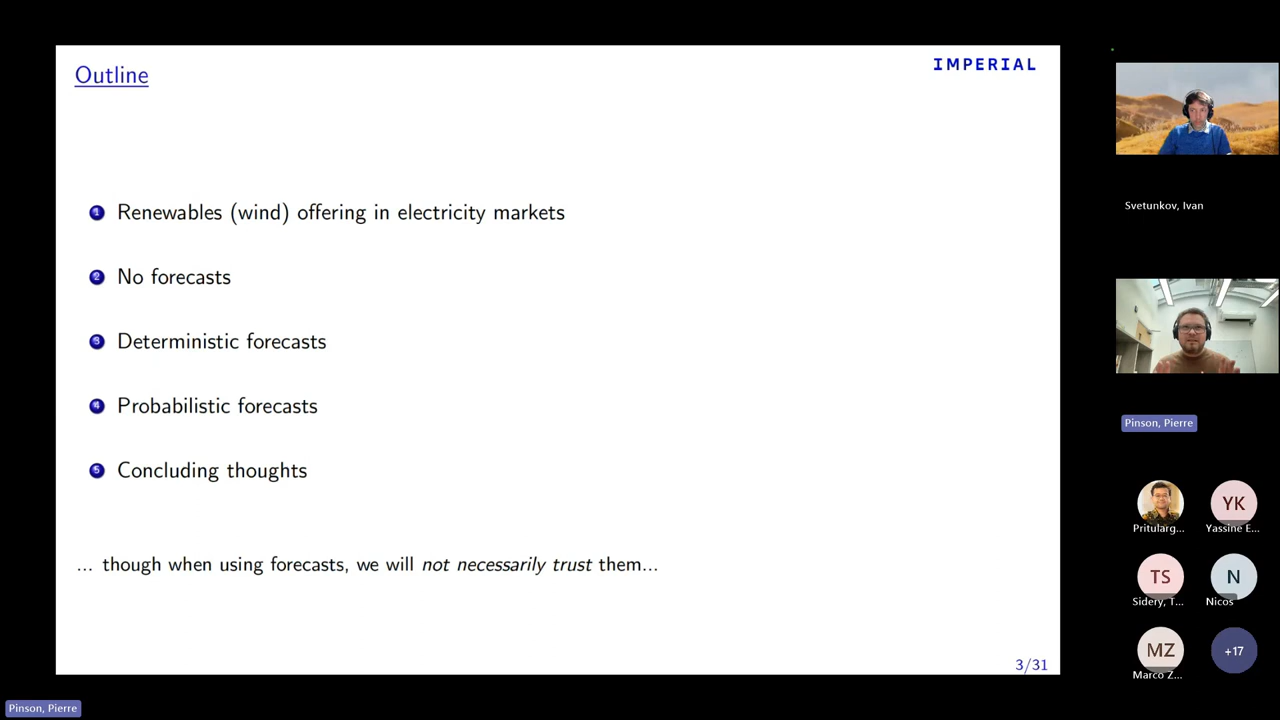 Outline
IMPERIAL
1 Renewables (wind) offering in electricity markets
2 No forecasts
3 Deterministic forecasts
4 Probabilistic forecasts
5 Concluding thoughts
... though when using forecasts, we will not necessarily trust them...
3/31
Svetunkov, Ivan
Pinson, Pierre
YK
Pritularg...
Yassine E...
TS
N
Sidery, T...
Nicos
MZ
+17
Marco Z...
Pinson, Pierre